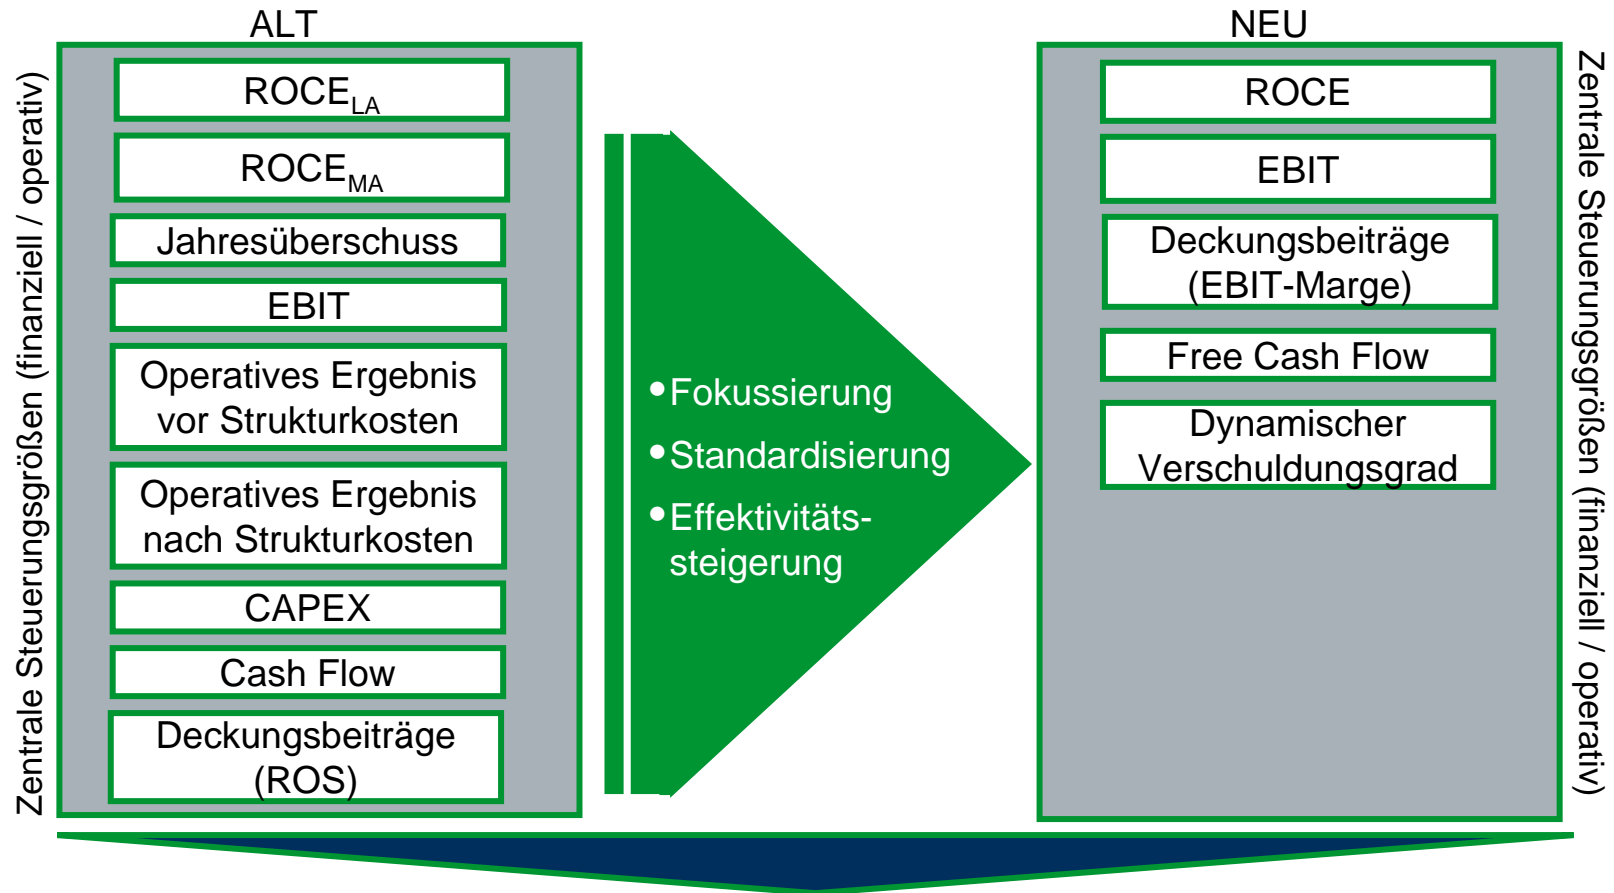 ALT
Zentrale Steuerungsgrößen (finanziell / operativ)
ROCE_LA
ROCE_MA
Jahresüberschuss
EBIT
Operatives Ergebnis
vor Strukturkosten
Operatives Ergebnis
nach Strukturkosten
CAPEX
Cash Flow
Deckungsbeiträge
(ROS)
•Fokussierung
•Standardisierung
•Effektivitäts-
steigerung
NEU
ROCE
EBIT
Deckungsbeiträge
(EBIT-Marge)
Free Cash Flow
Dynamischer
Verschuldungsgrad
Zentrale Steuerungsgrößen (finanziell / operativ)